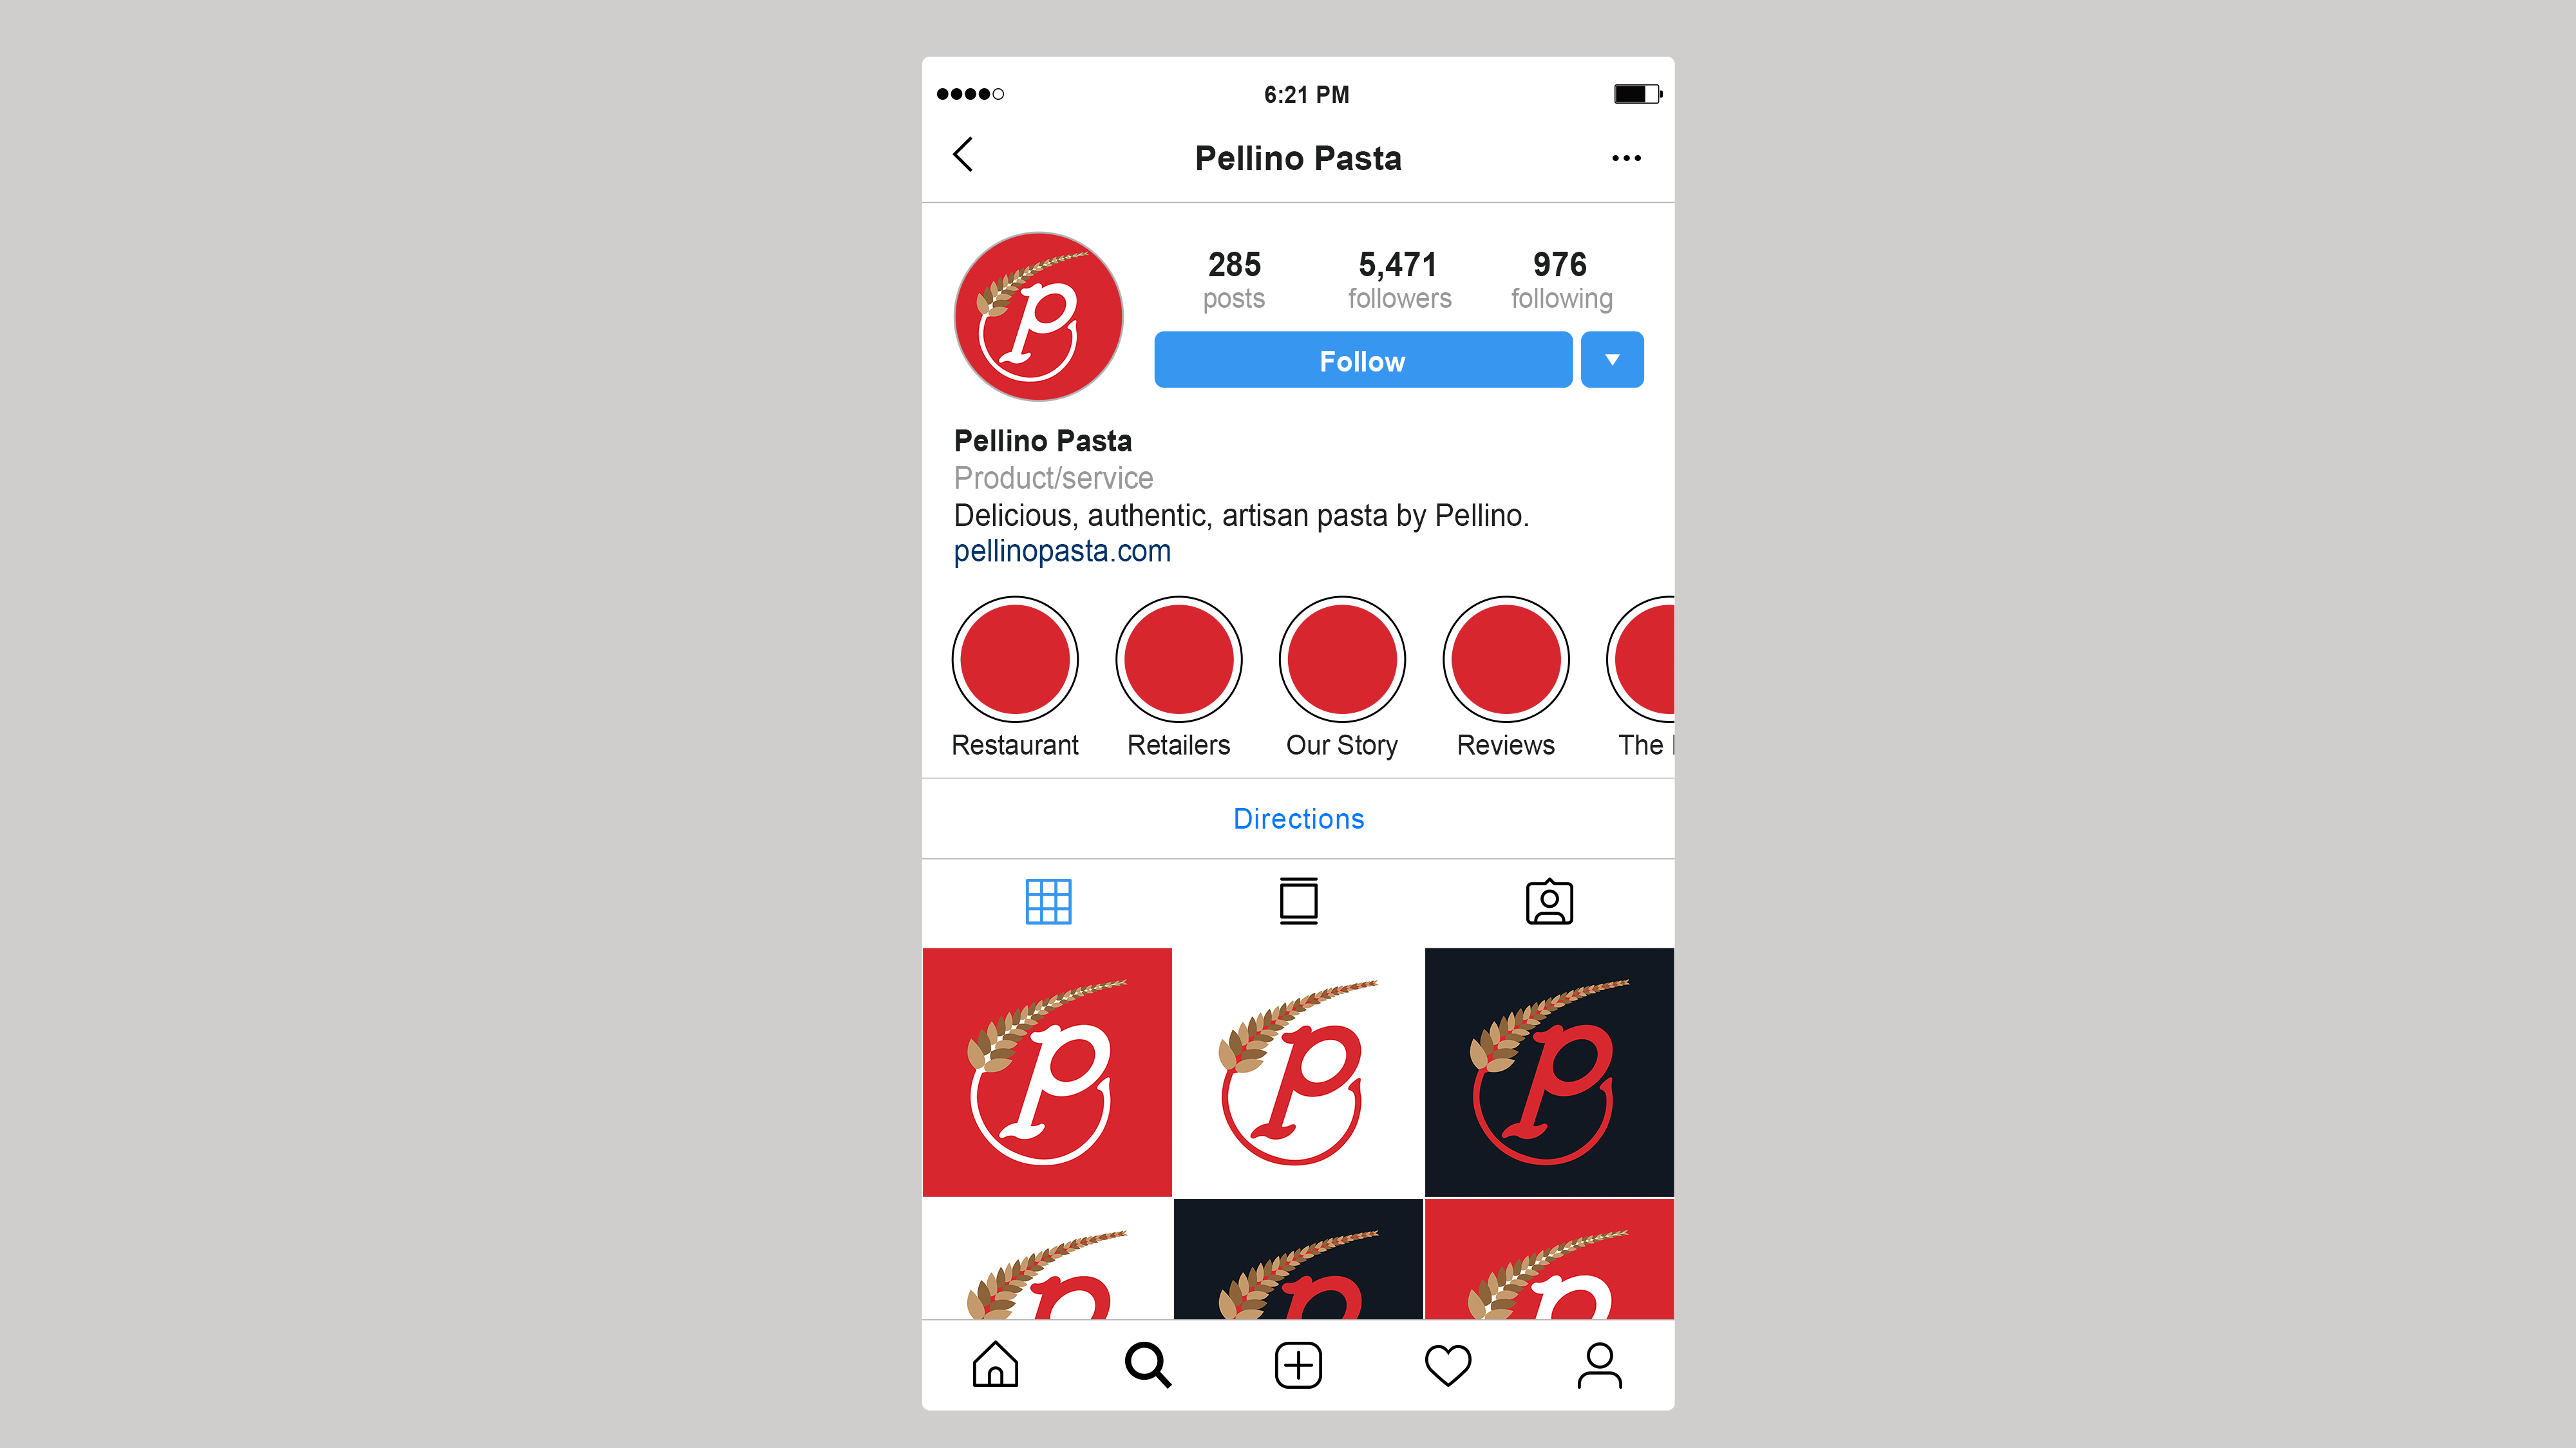 6:21 PM
Pellino Pasta
285 5,471 976
posts followers following
Follow
Pellino Pasta
Product/service
Delicious, authentic, artisan pasta by Pellino.
pellinopasta.com
Restaurant Retailers Our Story Reviews The
Directions
p p p
p p p